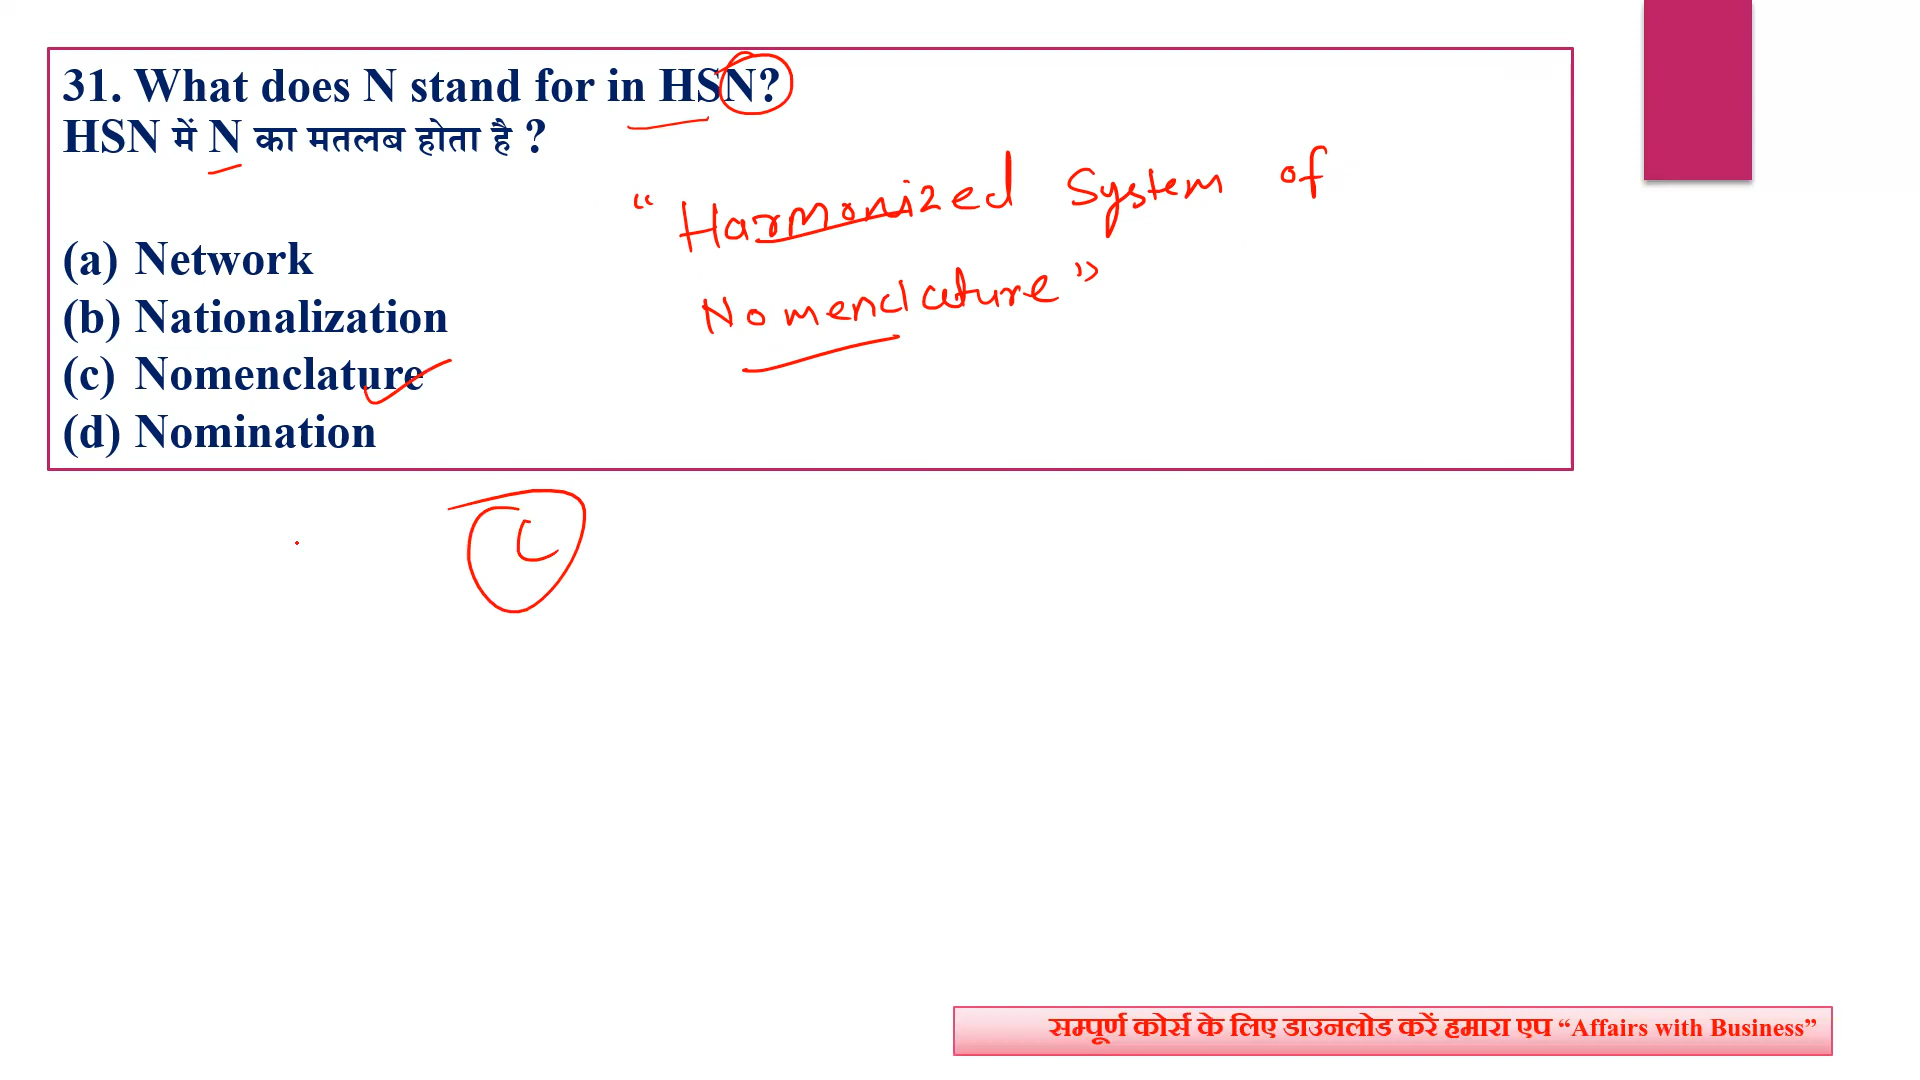 31. What does N stand for in HSN?
HSN में N का मतलब होता है ?
“Harmonized System of
Nomenclature”
(a) Network
(b) Nationalization
(c) Nomenclature
(d) Nomination
C
सम्पूर्ण कोर्स के लिए डाउनलोड करें हमारा एप “Affairs with Business”